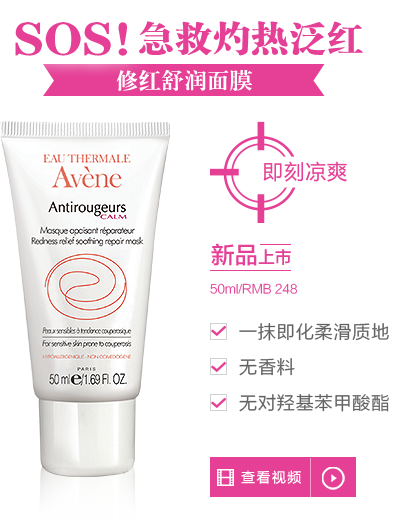 SOS! 急救灼热泛红
修红舒润面膜
EAU THERMALE
Avène
Antirougeurs
CALM
Masque apaisant réparateur
Redness relief soothing repair mask
Peaux sensibles à tendance couperosique
For sensitive skin prone to couperosis
HYPOALLERGENIQUE - NON COMEDOGENE
PARIS
50 ml e/1.69 Fl. OZ.
即刻凉爽
新品上市
50ml/RMB 248
一抹即化柔滑质地
无香料
无对羟基苯甲酸酯
查看视频